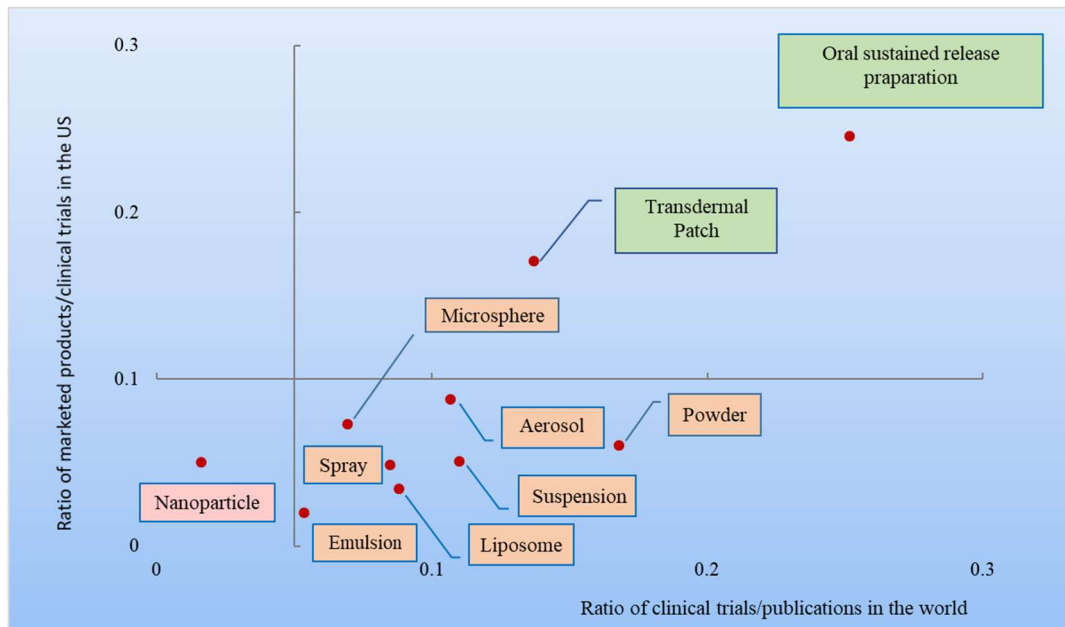 0.3
Oral sustained release
praparation
Ratio of marketed products/clinical trials in the US
0.2
Transdermal
Patch
Microsphere
0.1
Aerosol
Powder
Spray
Suspension
Nanoparticle
Emulsion
Liposome
0
0
0.1
0.2
0.3
Ratio of clinical trials/publications in the world